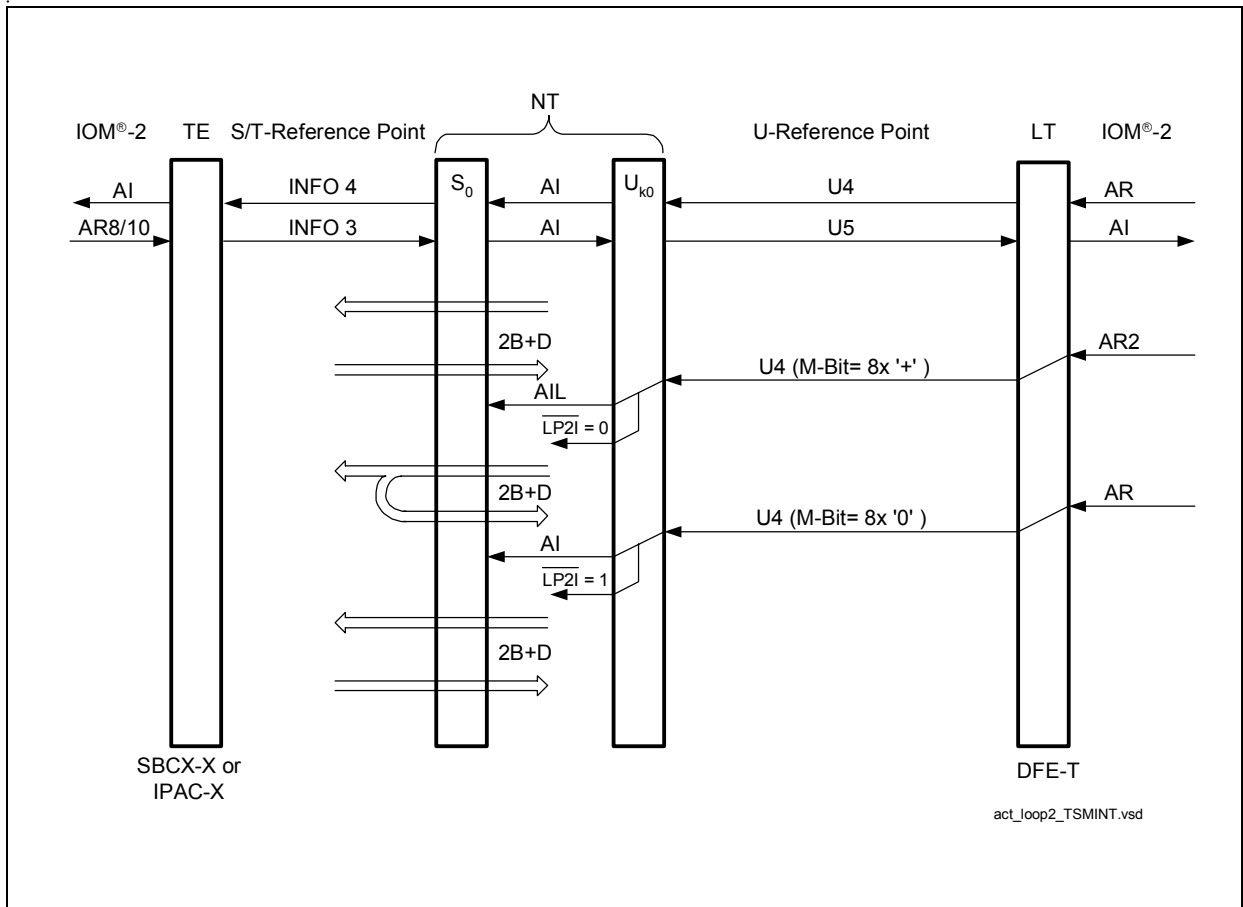 NT
IOM®-2 TE S/T-Reference Point U-Reference Point LT IOM®-2
S0 Uk0
AI INFO 4 AI U4 AR
AR8/10 INFO 3 AI U5 AI
2B+D
AR2
U4 (M-Bit= 8x '+' )
AIL
LP2I = 0
2B+D
AR
U4 (M-Bit= 8x '0' )
AI
LP2I = 1
2B+D
SBCX-X or
IPAC-X
DFE-T
act_loop2_TSMINT.vsd